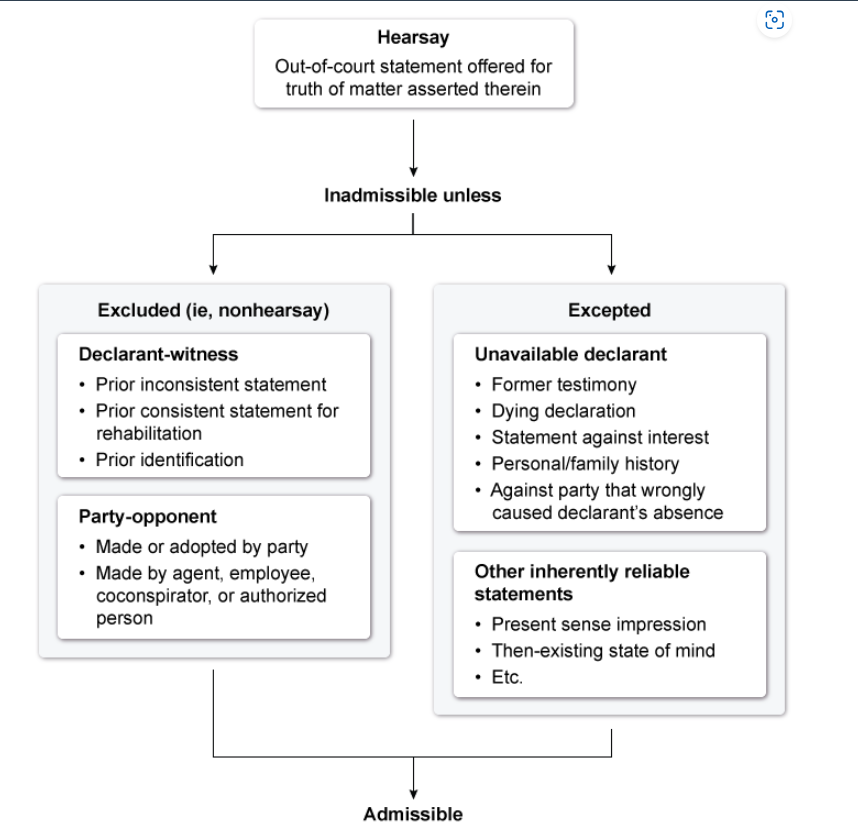 Hearsay
Out-of-court statement offered for
truth of matter asserted therein
Inadmissible unless
Excluded (ie, nonhearsay)
Declarant-witness
• Prior inconsistent statement
• Prior consistent statement for
rehabilitation
• Prior identification
Party-opponent
• Made or adopted by party
• Made by agent, employee,
coconspirator, or authorized
person
Excepted
Unavailable declarant
• Former testimony
• Dying declaration
• Statement against interest
• Personal/family history
• Against party that wrongly
caused declarant's absence
Other inherently reliable
statements
• Present sense impression
• Then-existing state of mind
• Etc.
Admissible